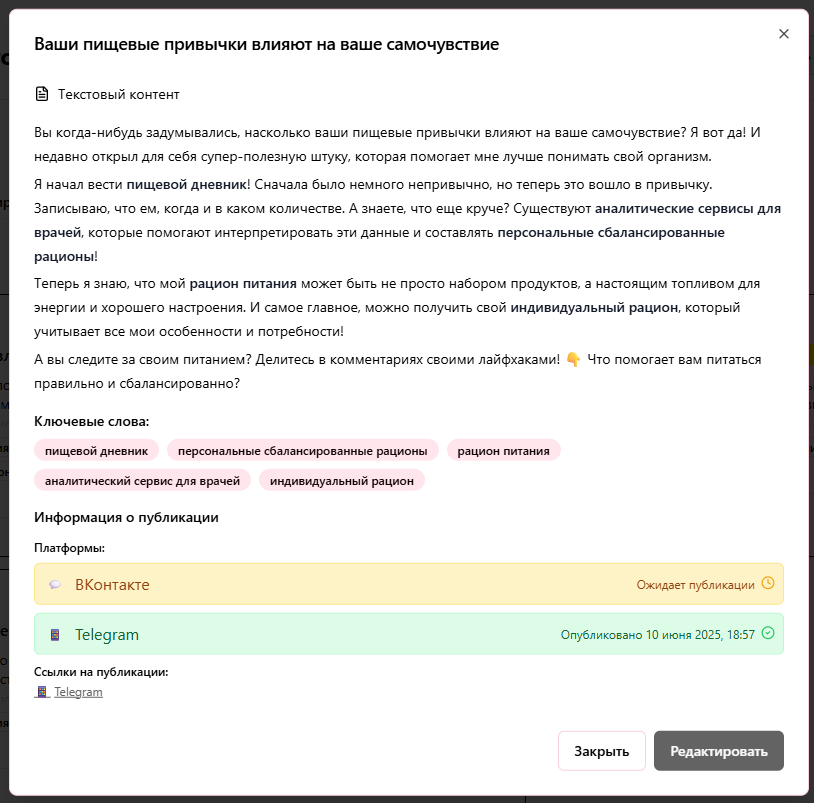 Ваши пищевые привычки влияют на ваше самочувствие
Текстовый контент
Вы когда-нибудь задумывались, насколько ваши пищевые привычки влияют на ваше самочувствие? Я вот да! И
недавно открыл для себя супер-полезную штуку, которая помогает мне лучше понимать свой организм.
Я начал вести пищевой дневник! Сначала было немного непривычно, но теперь это вошло в привычку.
Записываю, что ем, когда и в каком количестве. А знаете, что еще круче? Существуют аналитические сервисы для
врачей, которые помогают интерпретировать эти данные и составлять персональные сбалансированные
рационы!
Теперь я знаю, что мой рацион питания может быть не просто набором продуктов, а настоящим топливом для
энергии и хорошего настроения. И самое главное, можно получить свой индивидуальный рацион, который
учитывает все мои особенности и потребности!
А вы следите за своим питанием? Делитесь в комментариях своими лайфхаками! 👇 Что помогает вам питаться
правильно и сбалансированно?
Ключевые слова:
пищевой дневник персональные сбалансированные рационы рацион питания
аналитический сервис для врачей индивидуальный рацион
Информация о публикации
Платформы:
ВКонтакте Ожидает публикации
Telegram Опубликовано 10 июня 2025, 18:57
Ссылки на публикации:
Telegram
Закрыть Редактировать